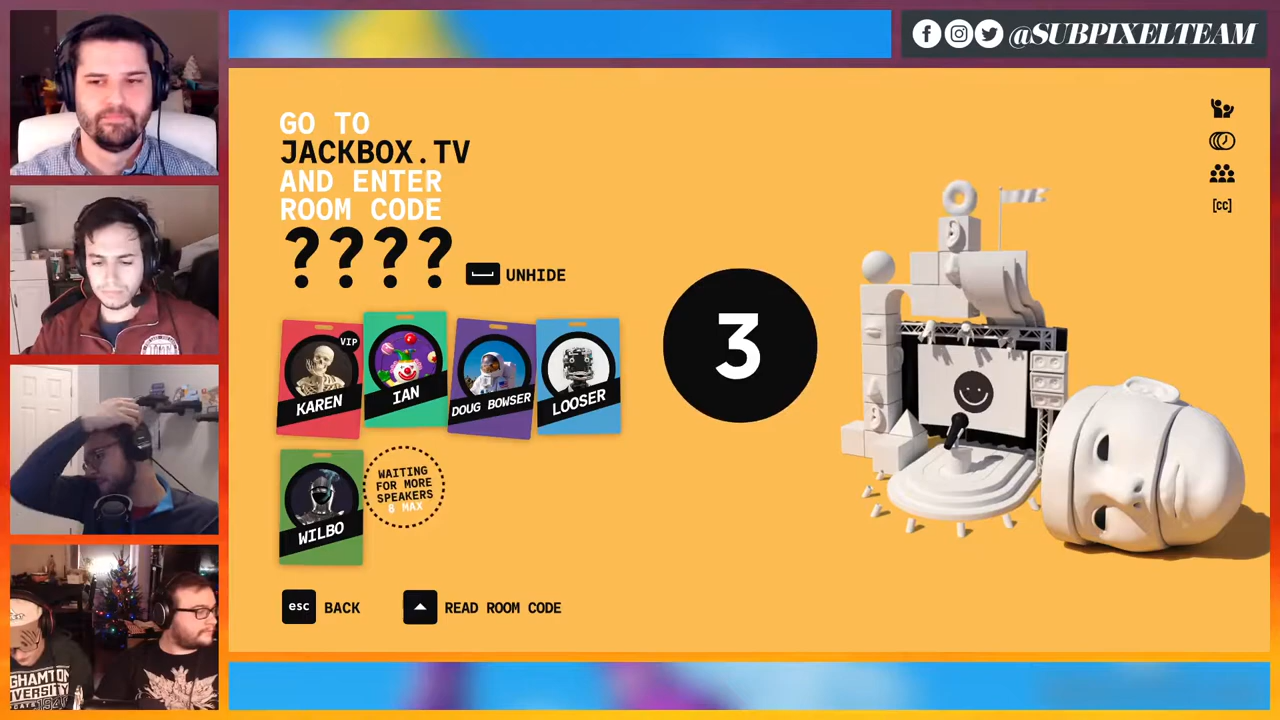 @SUBPIXELTEAM
GO TO
JACKBOX.TV
AND ENTER
ROOM CODE
????
UNHIDE
VIP
KAREN
IAN
DOUG BOWSER
LOOSER
3
WILBO
WAITING
FOR MORE
SPEAKERS
8 MAX
[cc]
esc BACK
READ ROOM CODE